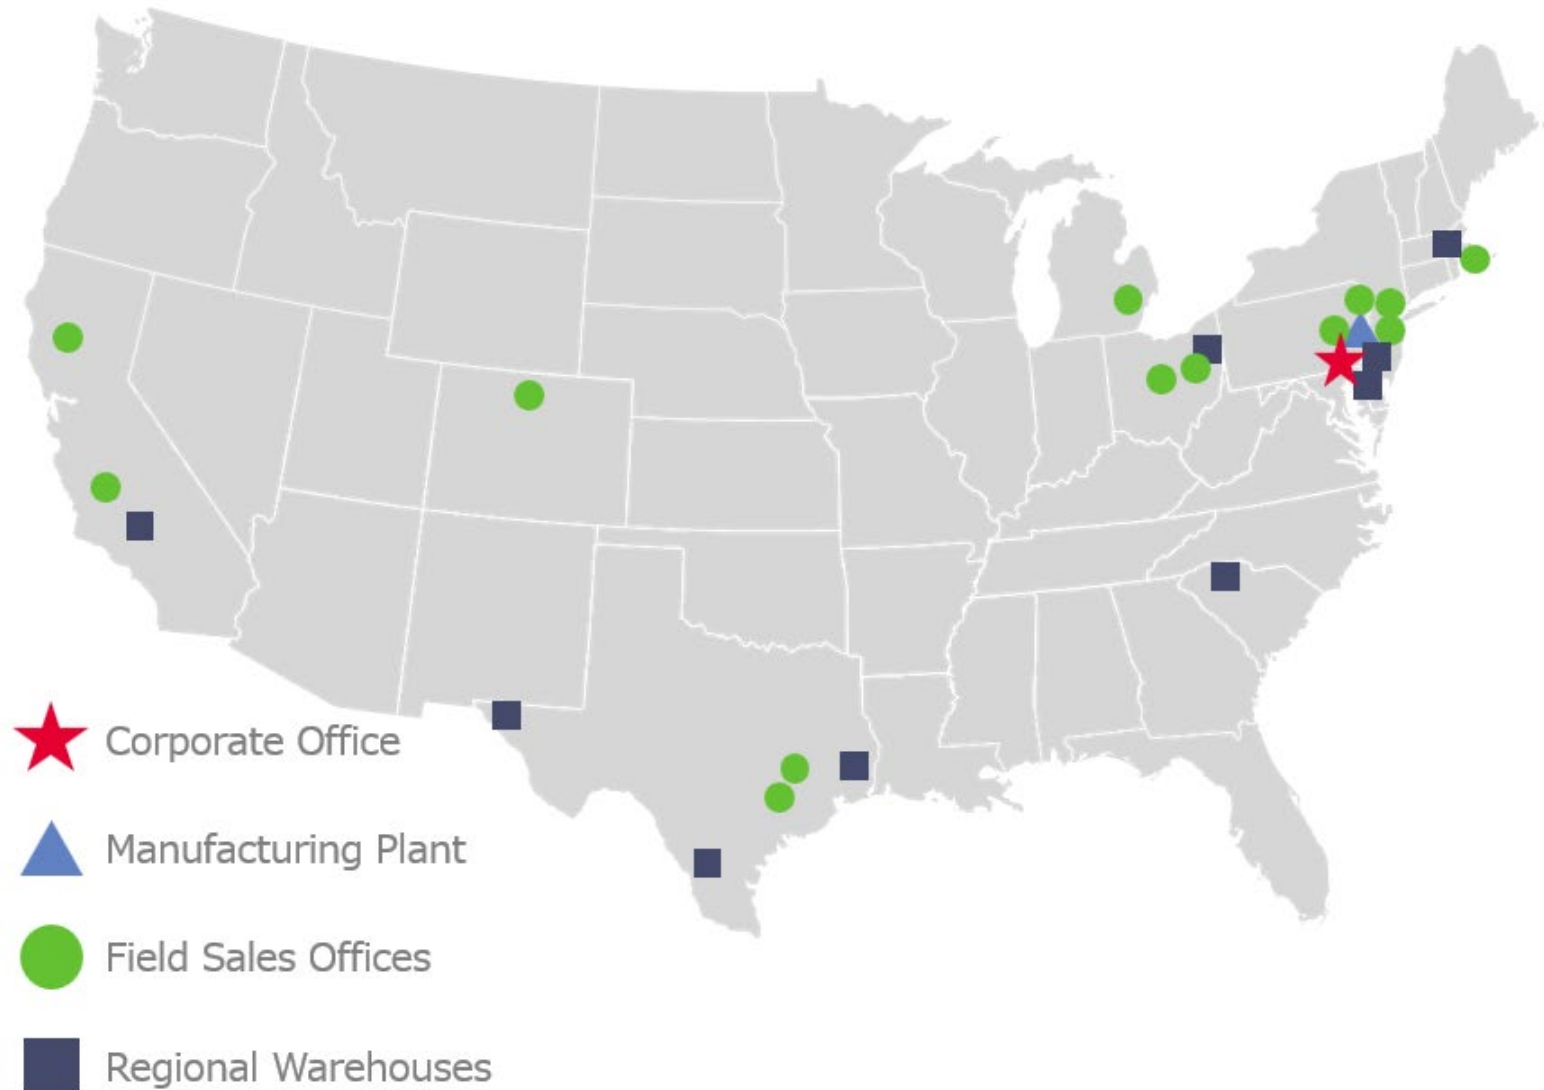 Corporate Office
Manufacturing Plant
Field Sales Offices
Regional Warehouses